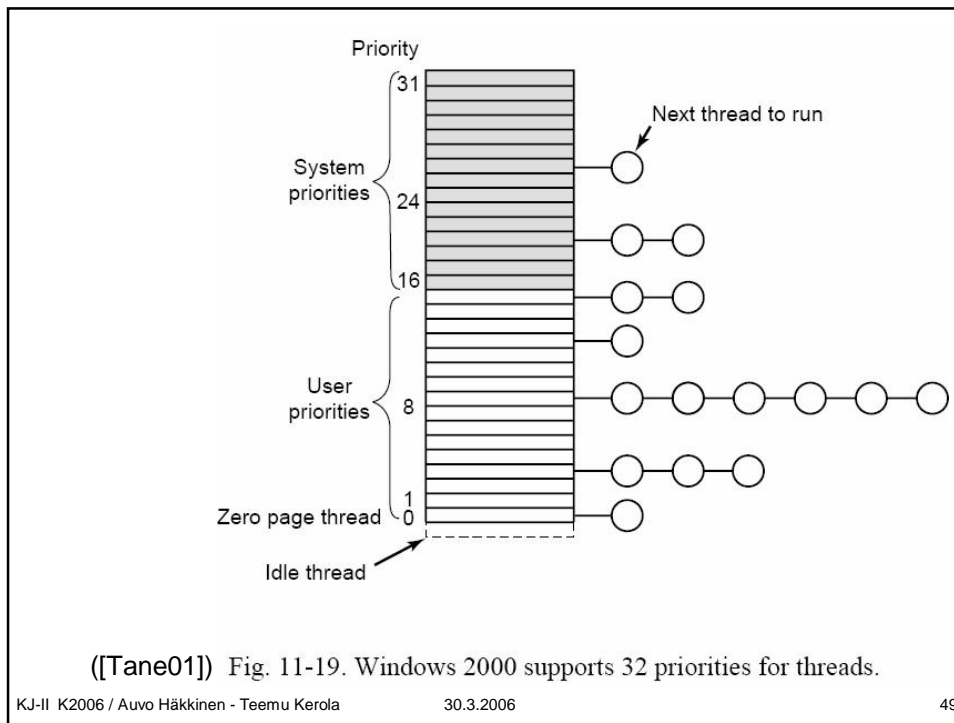 Priority
31
Next thread to run
System
priorities
24
16
User
priorities
8
1
Zero page thread
0
Idle thread
([Tane01]) Fig. 11-19. Windows 2000 supports 32 priorities for threads.
KJ-II K2006 / Auvo Häkkinen - Teemu Kerola 30.3.2006 49